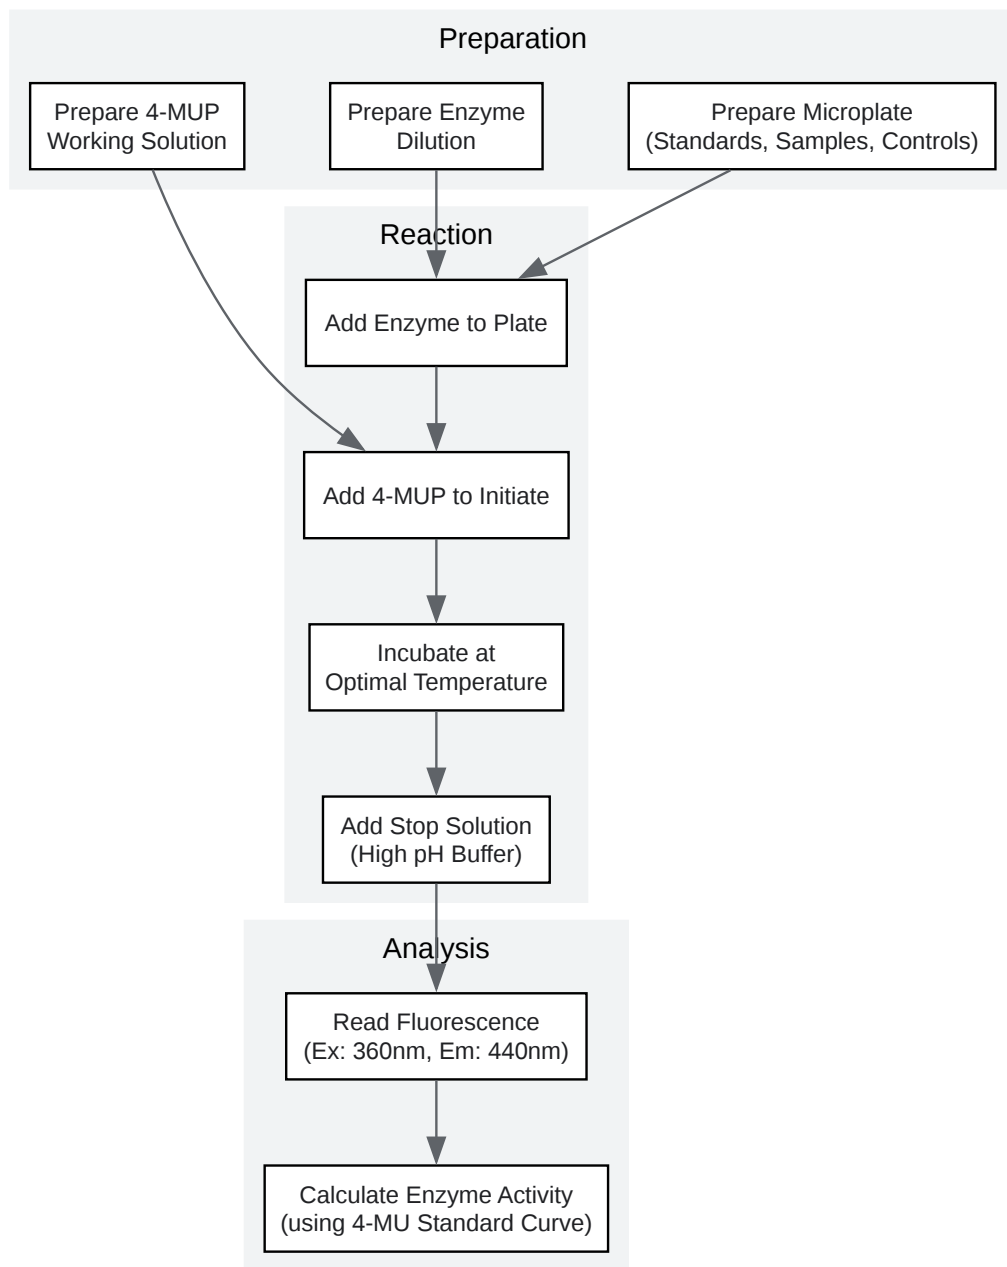 Preparation
Prepare 4-MUP
Working Solution
Prepare Enzyme
Dilution
Prepare Microplate
(Standards, Samples, Controls)
Reaction
Add Enzyme to Plate
Add 4-MUP to Initiate
Incubate at
Optimal Temperature
Add Stop Solution
(High pH Buffer)
Analysis
Read Fluorescence
(Ex: 360nm, Em: 440nm)
Calculate Enzyme Activity
(using 4-MU Standard Curve)